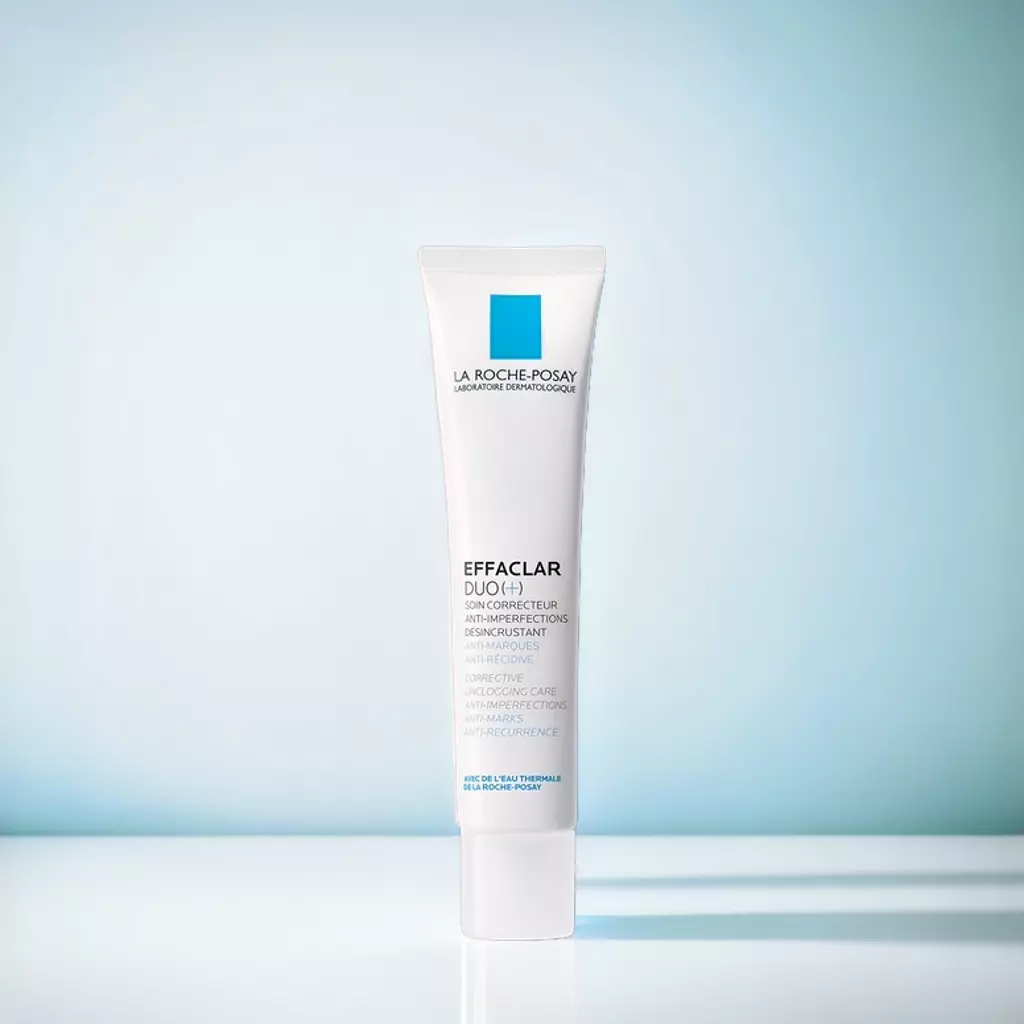 LA ROCHE-POSAY
LABORATOIRE DERMATOLOGIQUE
EFFACLAR
DUO(+)
SOIN CORRECTEUR
ANTI-IMPERFECTIONS
DÉSINCRUSTANT
ANTI-MARQUES
ANTI-RÉCIDIVE
CORRECTIVE
UNCLOGGING CARE
ANTI-IMPERFECTIONS
ANTI-MARKS
ANTI-RECURRENCE
AVEC DE L'EAU THERMALE
DE LA ROCHE-POSAY